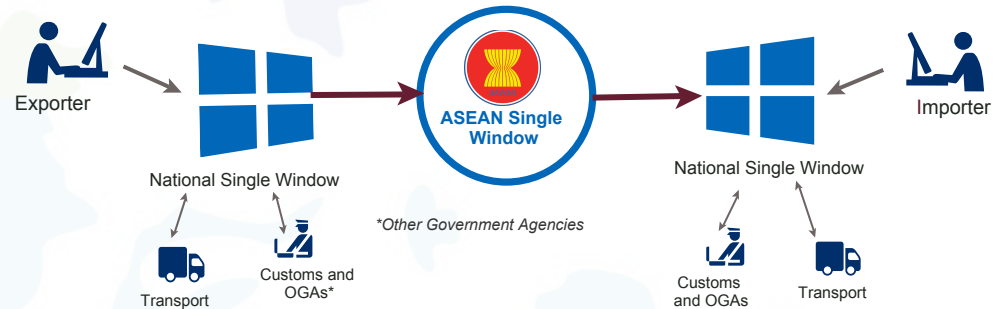 Exporter
National Single Window
Transport
Customs and
OGAs*
ASEAN Single
Window
*Other Government Agencies
Importer
National Single Window
Customs
and OGAs
Transport